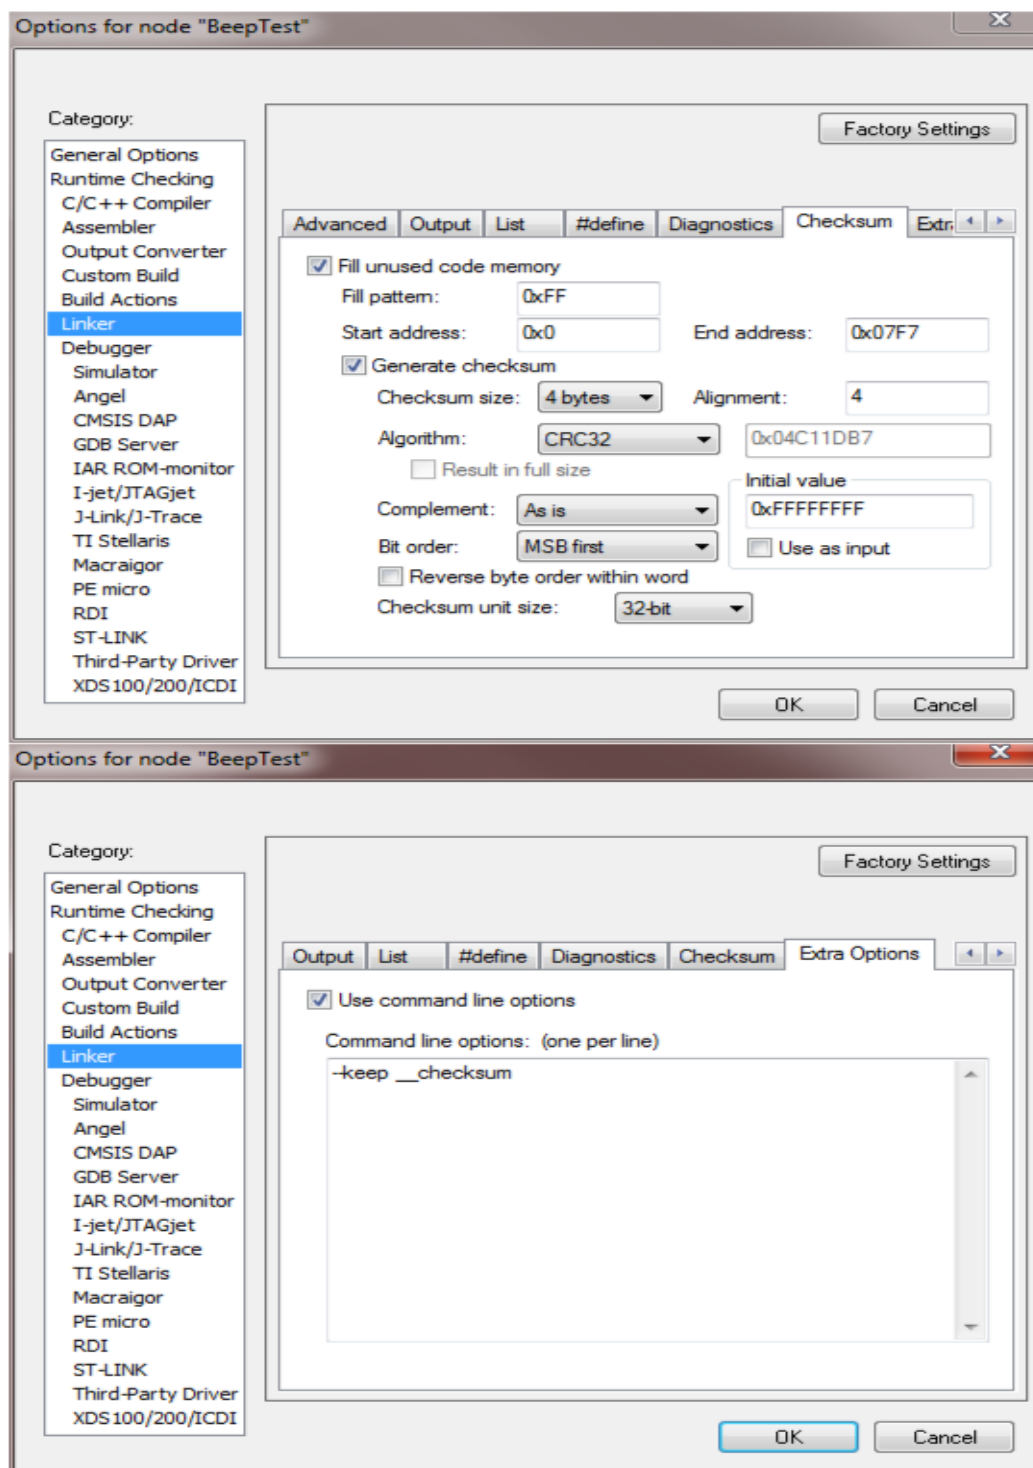 Options for node "BeepTest"
Category:
Factory Settings
General Options
Runtime Checking
C/C++ Compiler
Assembler
Output Converter
Custom Build
Build Actions
Linker
Debugger
Simulator
Angel
CMSIS DAP
GDB Server
IAR ROM-monitor
I-jet/JTAGjet
J-Link/J-Trace
TI Stellaris
Macraigor
PE micro
RDI
ST-LINK
Third-Party Driver
XDS100/200/ICDI
Advanced Output List #define Diagnostics Checksum Extr
Fill unused code memory
Fill pattern: 0xFF
Start address: 0x0 End address: 0x07F7
Generate checksum
Checksum size: 4 bytes Alignment: 4
Algorithm: CRC32 0x04C11DB7
Result in full size
Initial value
Complement: As is 0xFFFFFFFF
Bit order: MSB first Use as input
Reverse byte order within word
Checksum unit size: 32-bit
OK Cancel
Options for node "BeepTest"
Category:
Factory Settings
General Options
Runtime Checking
C/C++ Compiler
Assembler
Output Converter
Custom Build
Build Actions
Linker
Debugger
Simulator
Angel
CMSIS DAP
GDB Server
IAR ROM-monitor
I-jet/JTAGjet
J-Link/J-Trace
TI Stellaris
Macraigor
PE micro
RDI
ST-LINK
Third-Party Driver
XDS100/200/ICDI
Output List #define Diagnostics Checksum Extra Options
Use command line options
Command line options: (one per line)
--keep __checksum
OK Cancel